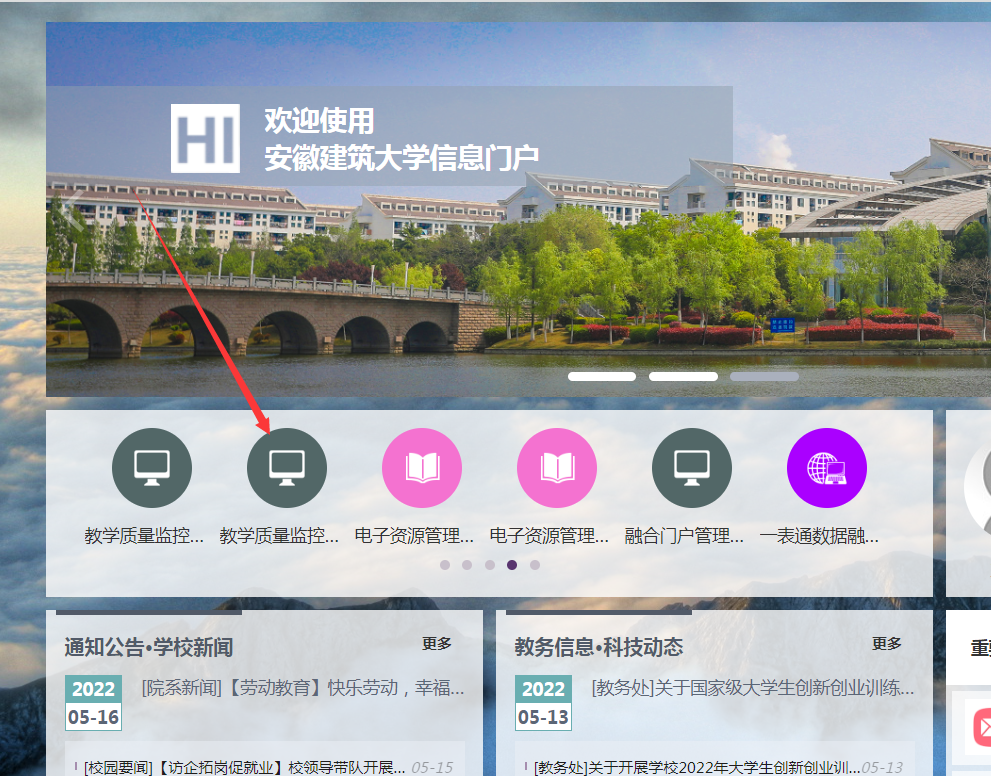 HI
欢迎使用
安徽建筑大学信息门户
教学质量监控...
教学质量监控...
电子资源管理...
电子资源管理...
融合门户管理...
一表通数据融...
通知公告•学校新闻
更多
2022
05-16
[院系新闻]【劳动教育】快乐劳动，幸福...
[校园要闻]【访企拓岗促就业】校领导带队开展... 05-15
教务信息•科技动态
更多
2022
05-13
[教务处]关于国家级大学生创新创业训练...
[教务处]关于开展学校2022年大学生创新创业训... 05-13